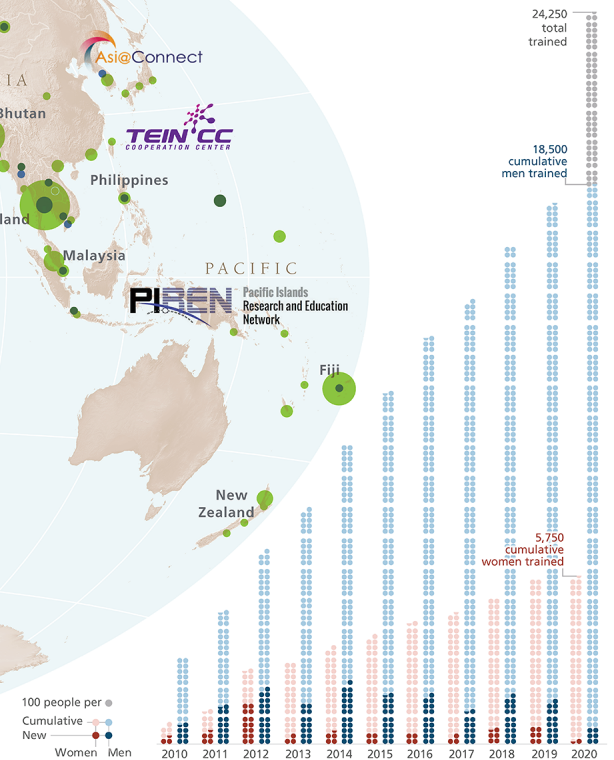 24,250
total
trained
Asi@Connect
IA
Bhutan
TEIN*CC
COOPERATION CENTER
18,500
cumulative
men trained
Philippines
land
Malaysia
PACIFIC
PIREN
Pacific Islands
Research and Education
Network
Fiji
New
Zealand
5,750
cumulative
women trained
100 people per
Cumulative
New
Women Men
2010 2011 2012 2013 2014 2015 2016 2017 2018 2019 2020